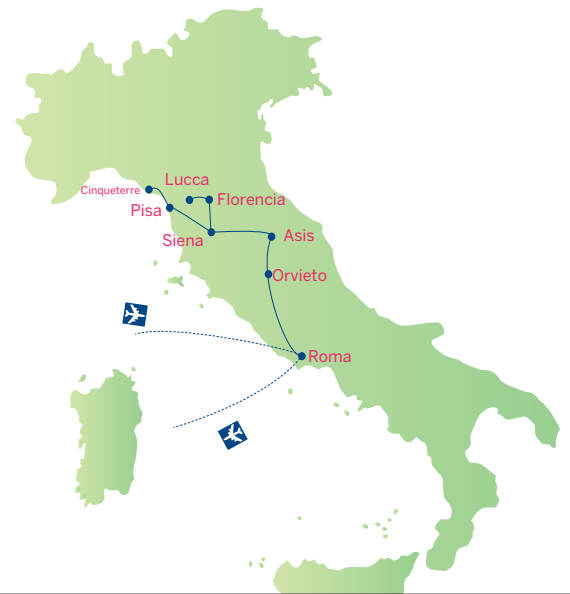 Lucca
Cinqueterre
Florencia
Pisa
Siena
Asis
Orvieto
Roma